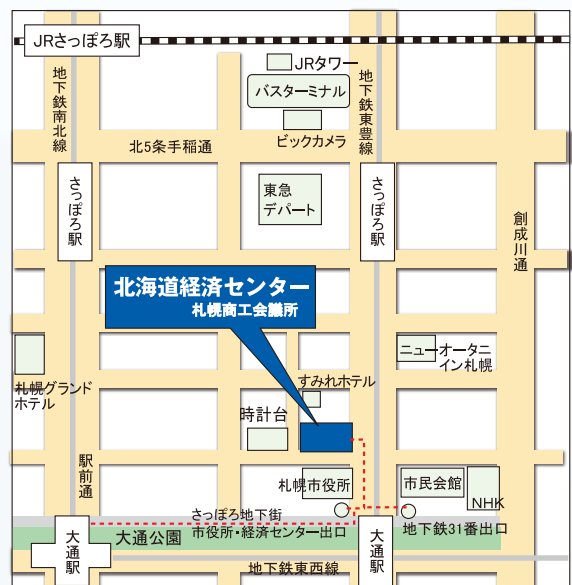 JRさっぽろ駅
JRタワー
バスターミナル
ビックカメラ
地下鉄南北線
地下鉄東豊線
北5条手稲通
さっぽろ駅
東急
デパート
さっぽろ駅
創成川通
北海道経済センター
札幌商工会議所
ニューオータニ
イン札幌
札幌グランド
ホテル
すみれホテル
時計台
駅前通
札幌市役所
市民会館
NHK
さっぽろ地下街
市役所・経済センター出口
地下鉄31番出口
大通公園
大通駅
大通駅
地下鉄東西線